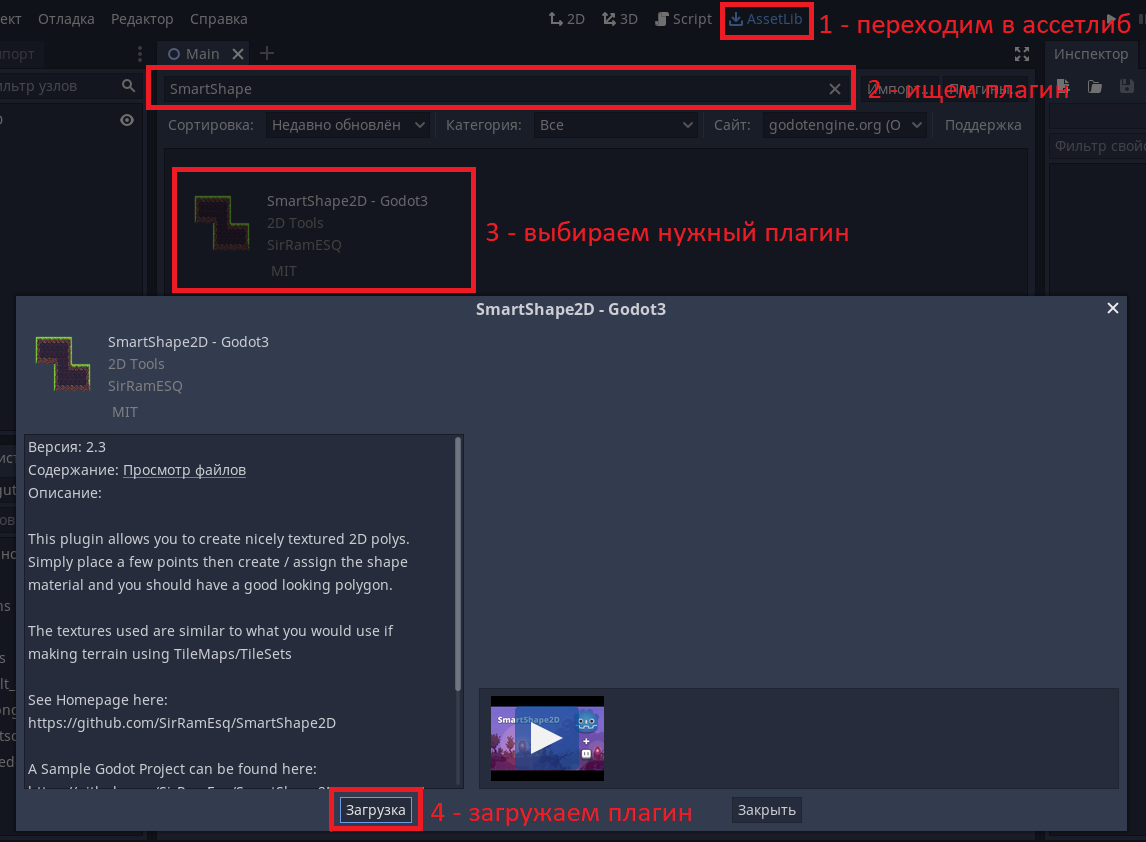 ект Отладка Редактор Справка 2D 3D Script AssetLib
1 - переходим в ассетлиб
порт Main Инспектор
льтр узлов SmartShape
2 - ищем плагин
Сортировка: Недавно обновлён Категория: Все Сайт: godotengine.org (O Поддержка
Фильтр свой
SmartShape2D - Godot3
2D Tools
SirRamESQ
MIT
3 - выбираем нужный плагин
SmartShape2D - Godot3
SmartShape2D - Godot3
2D Tools
SirRamESQ
MIT
Версия: 2.3
Содержание: Просмотр файлов
Описание:
This plugin allows you to create nicely textured 2D polys.
Simply place a few points then create / assign the shape
material and you should have a good looking polygon.
The textures used are similar to what you would use if
making terrain using TileMaps/TileSets
See Homepage here:
https://github.com/SirRamEsq/SmartShape2D
A Sample Godot Project can be found here:
SmartShape2D
Загрузка
4 - загружаем плагин
Закрыть